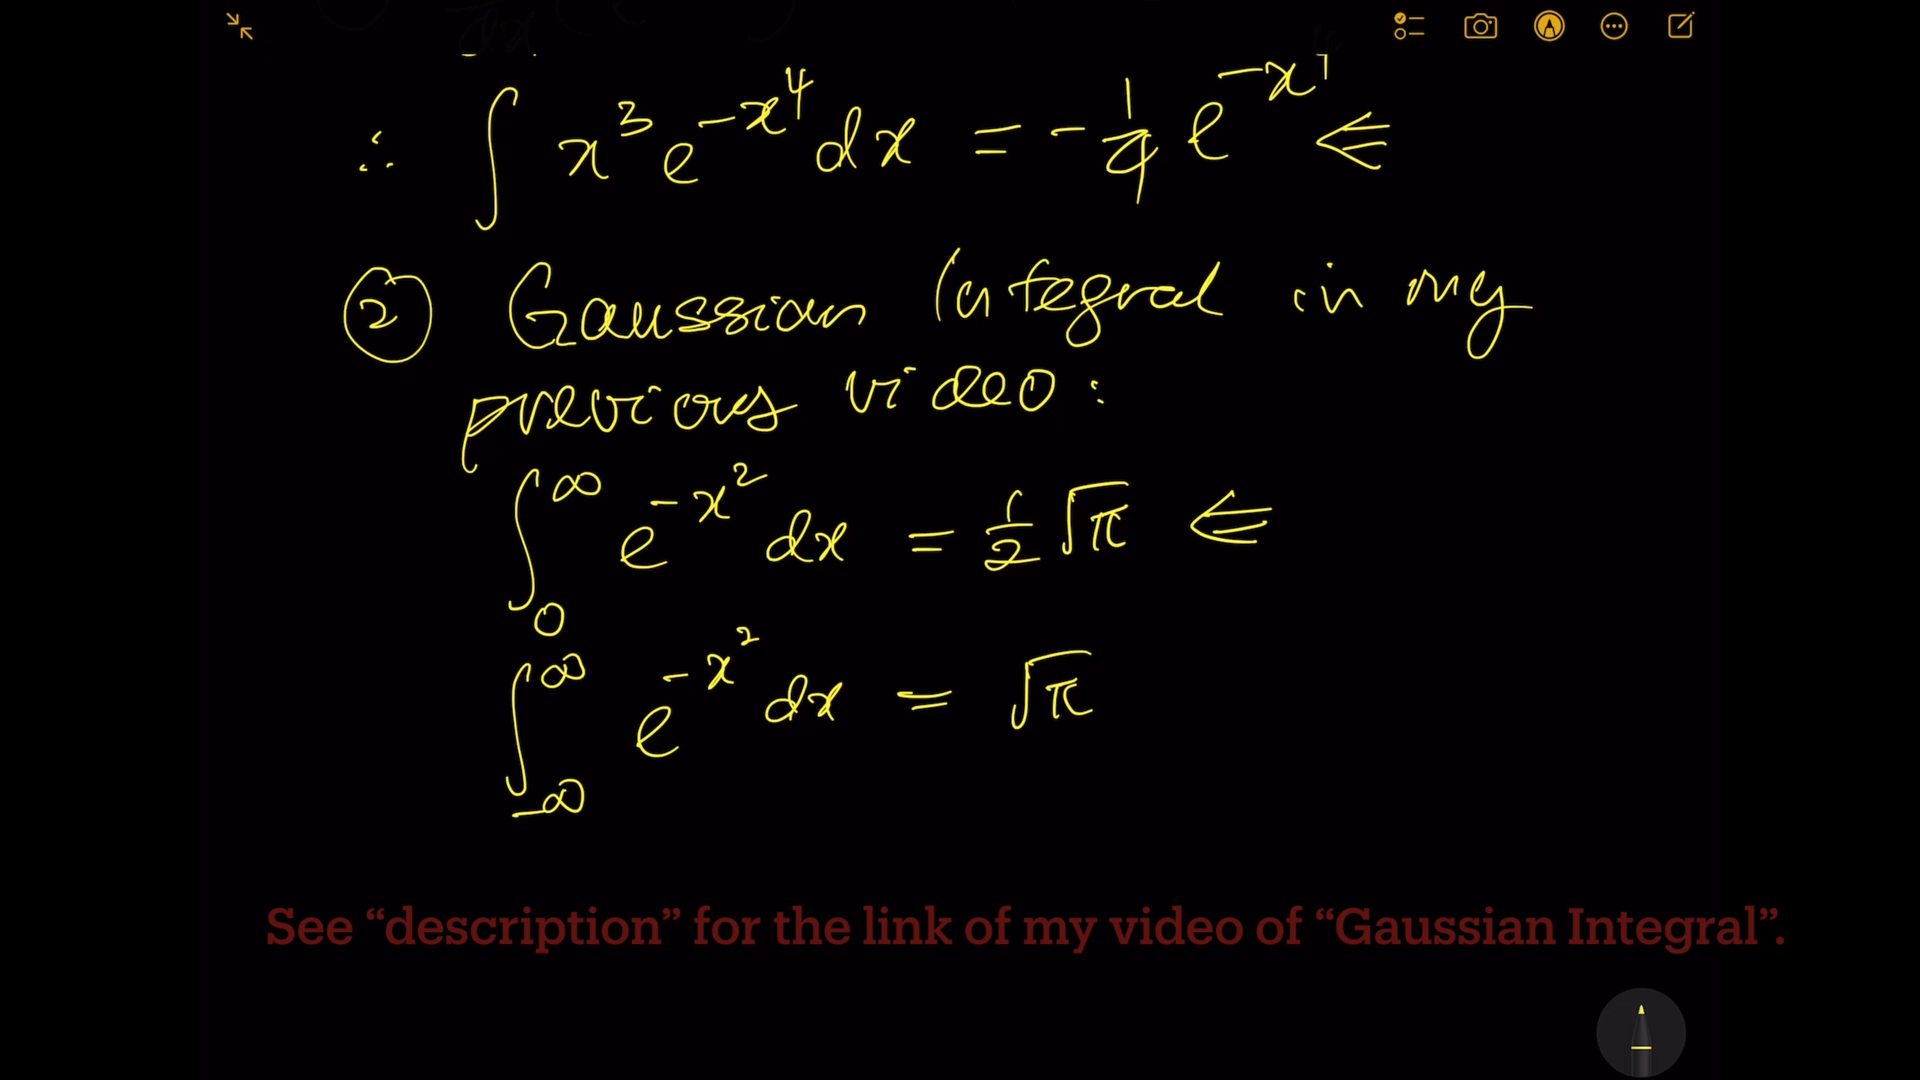 ∴ ∫ x³ e^{-x⁴} dx = -1/4 e^{-x⁴} ⇐
② Gaussian Integral in my
previous video:
∫₀^∞ e^{-x²} dx = 1/2 √π ⇐
∫_{-∞}^∞ e^{-x²} dx = √π
See “description” for the link of my video of “Gaussian Integral”.